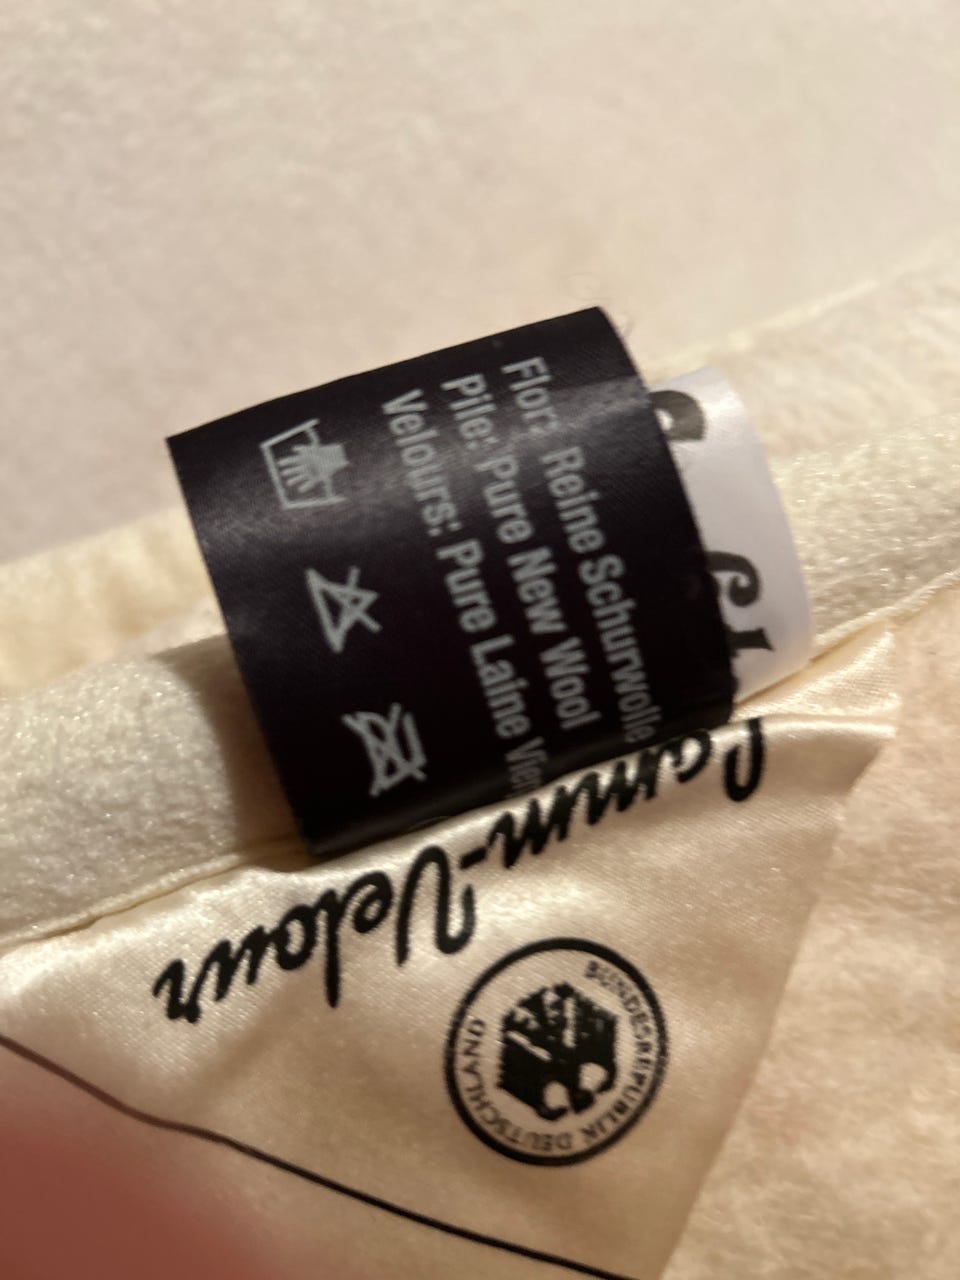 Flor: Reine Schurwolle
Pile: Pure New Wool
Velours: Pure Laine
Lamm-Velour
BUNDESREPUBLIK DEUTSCHLAND